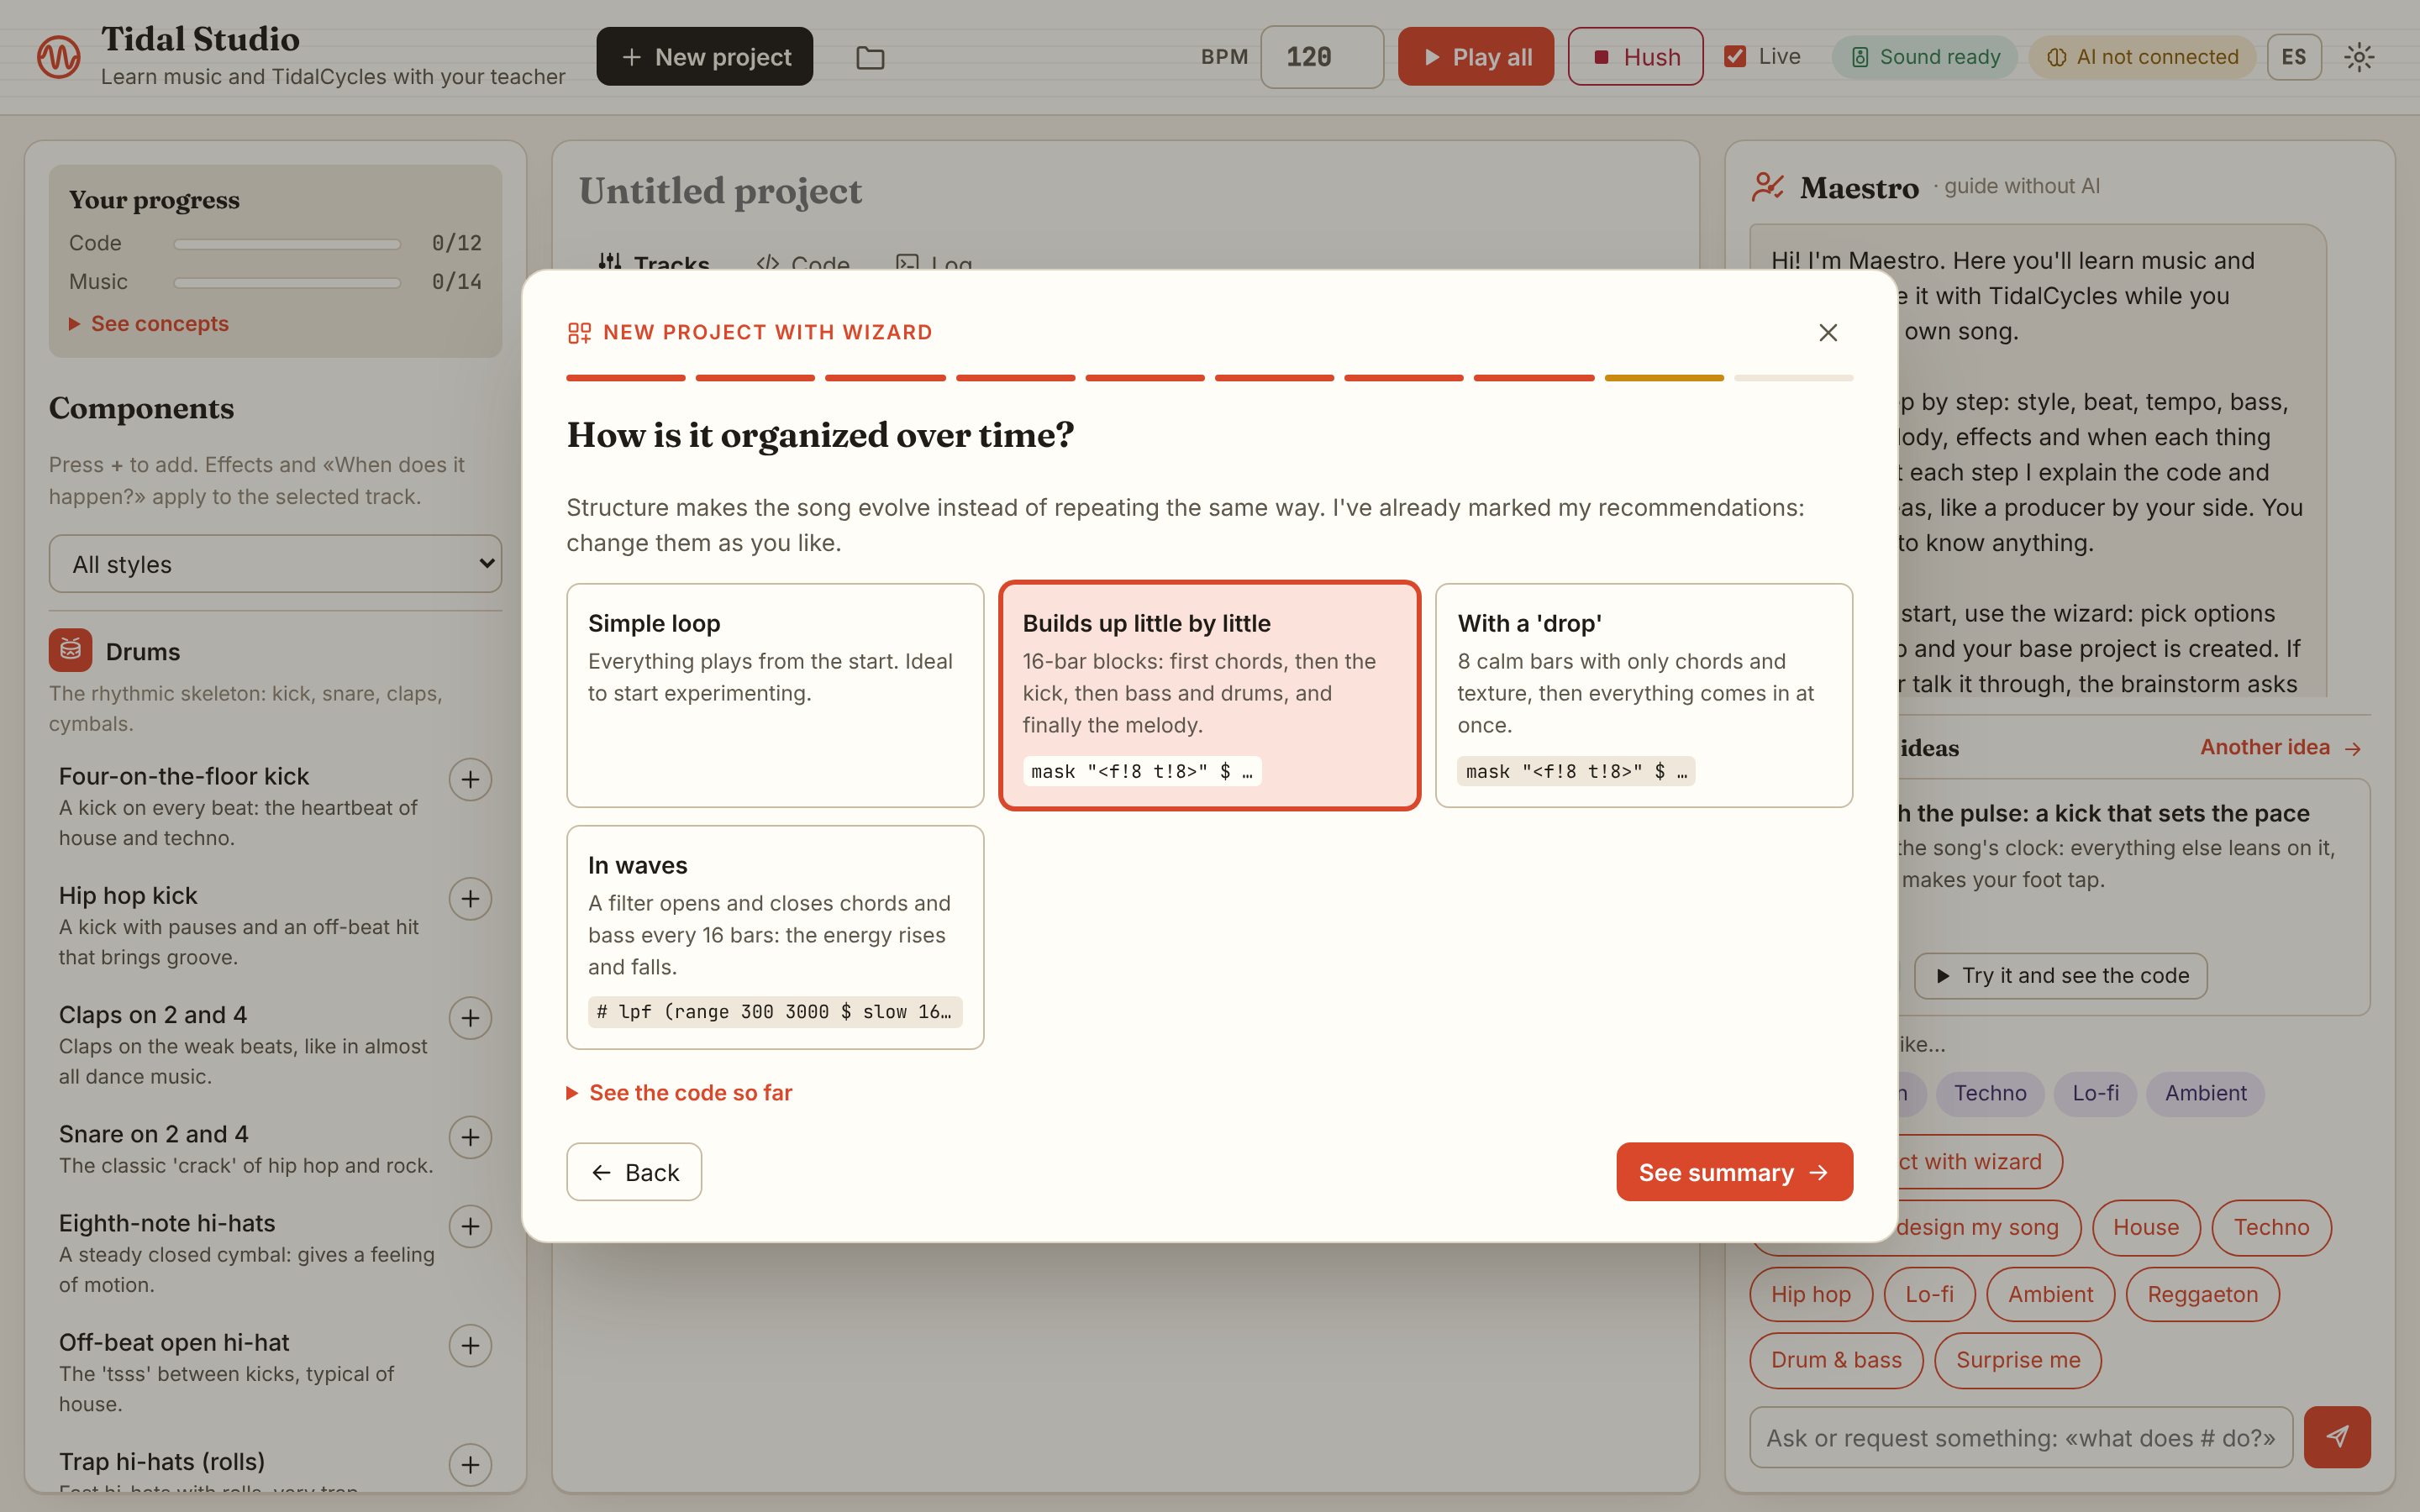 Tidal Studio
Learn music and TidalCycles with your teacher
New project
BPM
120
Play all
Hush
Live
Sound ready
AI not connected
ES
Your progress
Code
0/12
Music
0/14
See concepts
Components
Press + to add. Effects and «When does it
happen?» apply to the selected track.
All styles
Drums
The rhythmic skeleton: kick, snare, claps,
cymbals.
Four-on-the-floor kick
A kick on every beat: the heartbeat of
house and techno.
Hip hop kick
A kick with pauses and an off-beat hit
that brings groove.
Claps on 2 and 4
Claps on the weak beats, like in almost
all dance music.
Snare on 2 and 4
The classic 'crack' of hip hop and rock.
Eighth-note hi-hats
A steady closed cymbal: gives a feeling
of motion.
Off-beat open hi-hat
The 'tsss' between kicks, typical of
house.
Trap hi-hats (rolls)
Untitled project
Tracks
Code
Log
NEW PROJECT WITH WIZARD
How is it organized over time?
Structure makes the song evolve instead of repeating the same way. I've already marked my recommendations:
change them as you like.
Simple loop
Everything plays from the start. Ideal
to start experimenting.
Builds up little by little
16-bar blocks: first chords, then the
kick, then bass and drums, and
finally the melody.
mask "<f!8 t!8>" $ …
With a 'drop'
8 calm bars with only chords and
texture, then everything comes in at
once.
mask "<f!8 t!8>" $ …
In waves
A filter opens and closes chords and
bass every 16 bars: the energy rises
and falls.
# lpf (range 300 3000 $ slow 16…
See the code so far
Back
See summary
Maestro
· guide without AI
Hi! I'm Maestro. Here you'll learn music and
it with TidalCycles while you
own song.
by step: style, beat, tempo, bass,
effects and when each thing
each step I explain the code and
like a producer by your side. You
to know anything.
start, use the wizard: pick options
and your base project is created. If
talk it through, the brainstorm asks
ideas
Another idea
the pulse: a kick that sets the pace
the song's clock: everything else leans on it,
makes your foot tap.
Try it and see the code
Techno
Lo-fi
Ambient
with wizard
design my song
House
Techno
Hip hop
Lo-fi
Ambient
Reggaeton
Drum & bass
Surprise me
Ask or request something: «what does # do?»